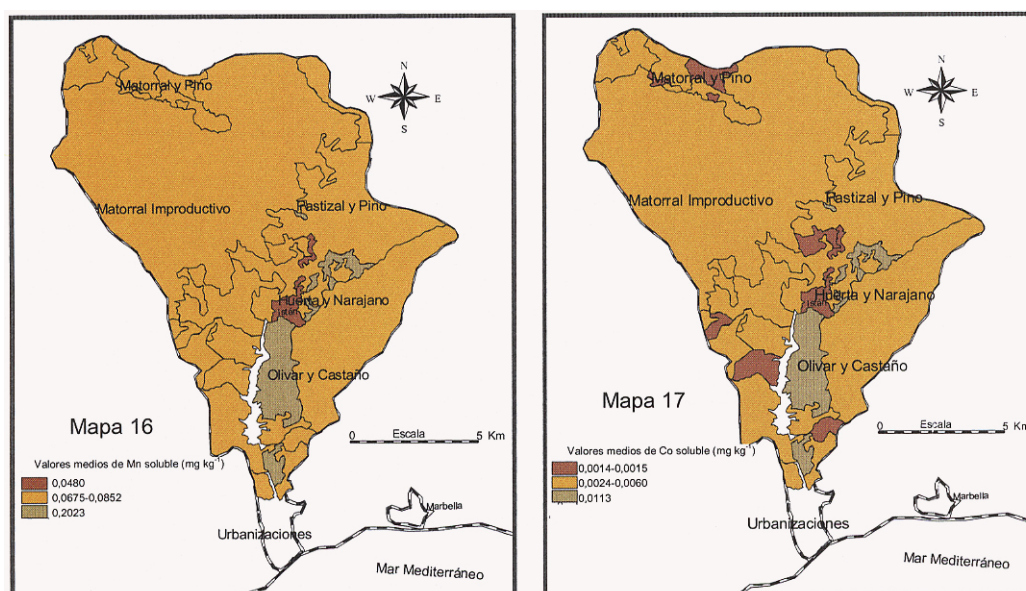 Matorral y Pino
N
W E
S
Matorral Improductivo
Pastizal y Pino
Huerta y Narajano
Istán
Olivar y Castaño
Mapa 16
Escala
0 5 Km
Valores medios de Mn soluble (mg kg⁻¹)
0,0480
0,0675-0,0852
0,2023
Marbella
Urbanizaciones
Mar Mediterráneo
Matorral y Pino
N
W E
S
Matorral Improductivo
Pastizal y Pino
Huerta y Narajano
Istán
Olivar y Castaño
Mapa 17
Escala
0 5 Km
Valores medios de Co soluble (mg kg⁻¹)
0,0014-0,0015
0,0024-0,0060
0,0113
Marbella
Urbanizaciones
Mar Mediterráneo